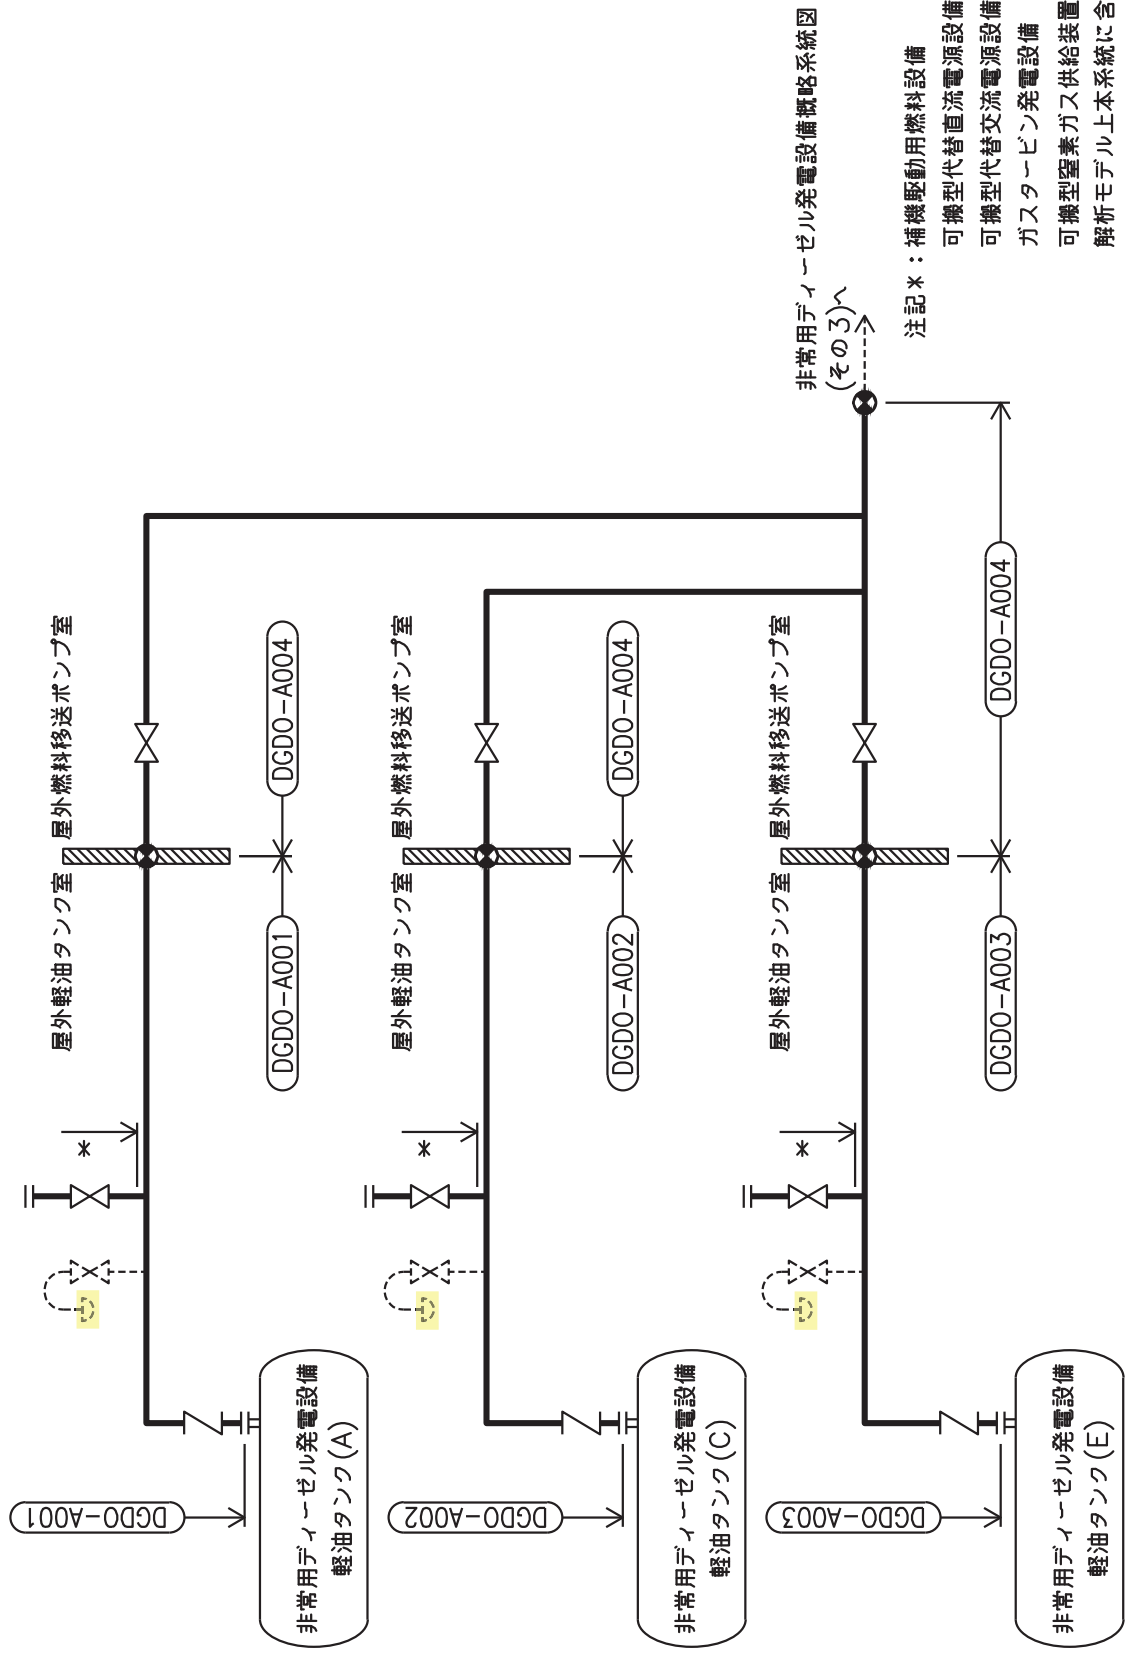 非常用ディーゼル発電設備概略系統図
(その3)へ
注記＊：補機駆動用燃料設備
可搬型代替直流電源設備
可搬型代替交流電源設備
ガスタービン発電設備
可搬型窒素ガス供給装置
解析モデル上本系統に含
屋外軽油タンク室
屋外燃料移送ポンプ室
＊
DGDO-A001
DGDO-A004
DGDO-A001
非常用ディーゼル発電設備
軽油タンク(A)
屋外軽油タンク室
屋外燃料移送ポンプ室
＊
DGDO-A002
DGDO-A004
DGDO-A002
非常用ディーゼル発電設備
軽油タンク(C)
屋外軽油タンク室
屋外燃料移送ポンプ室
＊
DGDO-A003
DGDO-A004
DGDO-A003
非常用ディーゼル発電設備
軽油タンク(E)